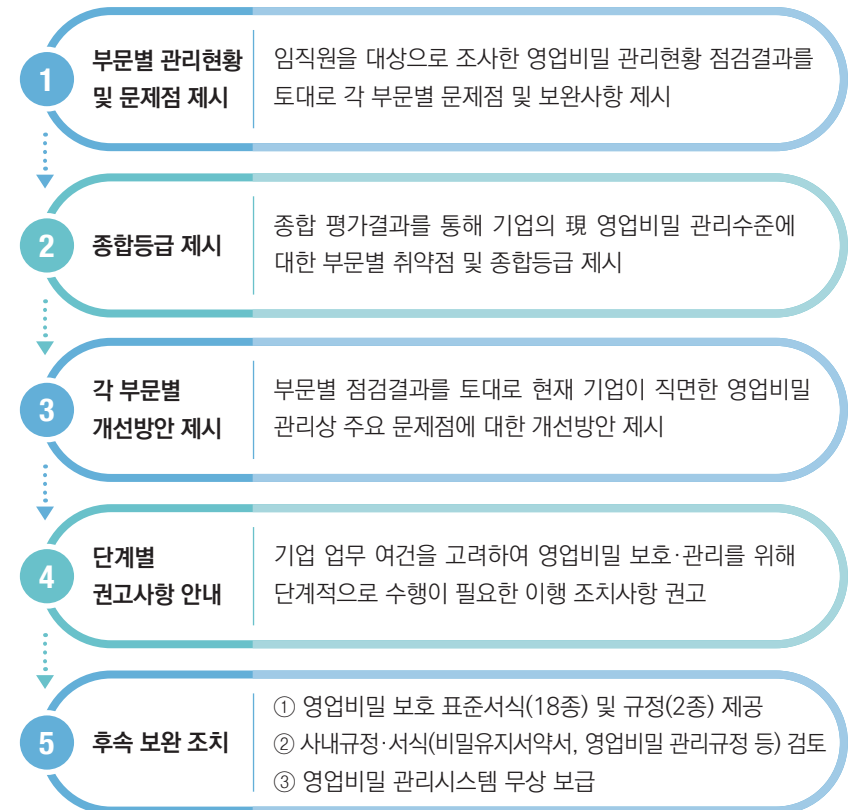 1
부문별 관리현황
및 문제점 제시
임직원을 대상으로 조사한 영업비밀 관리현황 점검결과를
토대로 각 부문별 문제점 및 보완사항 제시
2
종합등급 제시
종합 평가결과를 통해 기업의 現 영업비밀 관리수준에
대한 부문별 취약점 및 종합등급 제시
3
각 부문별
개선방안 제시
부문별 점검결과를 토대로 현재 기업이 직면한 영업비밀
관리상 주요 문제점에 대한 개선방안 제시
4
단계별
권고사항 안내
기업 업무 여건을 고려하여 영업비밀 보호·관리를 위해
단계적으로 수행이 필요한 이행 조치사항 권고
5
후속 보완 조치
① 영업비밀 보호 표준서식(18종) 및 규정(2종) 제공
② 사내규정·서식(비밀유지서약서, 영업비밀 관리규정 등) 검토
③ 영업비밀 관리시스템 무상 보급